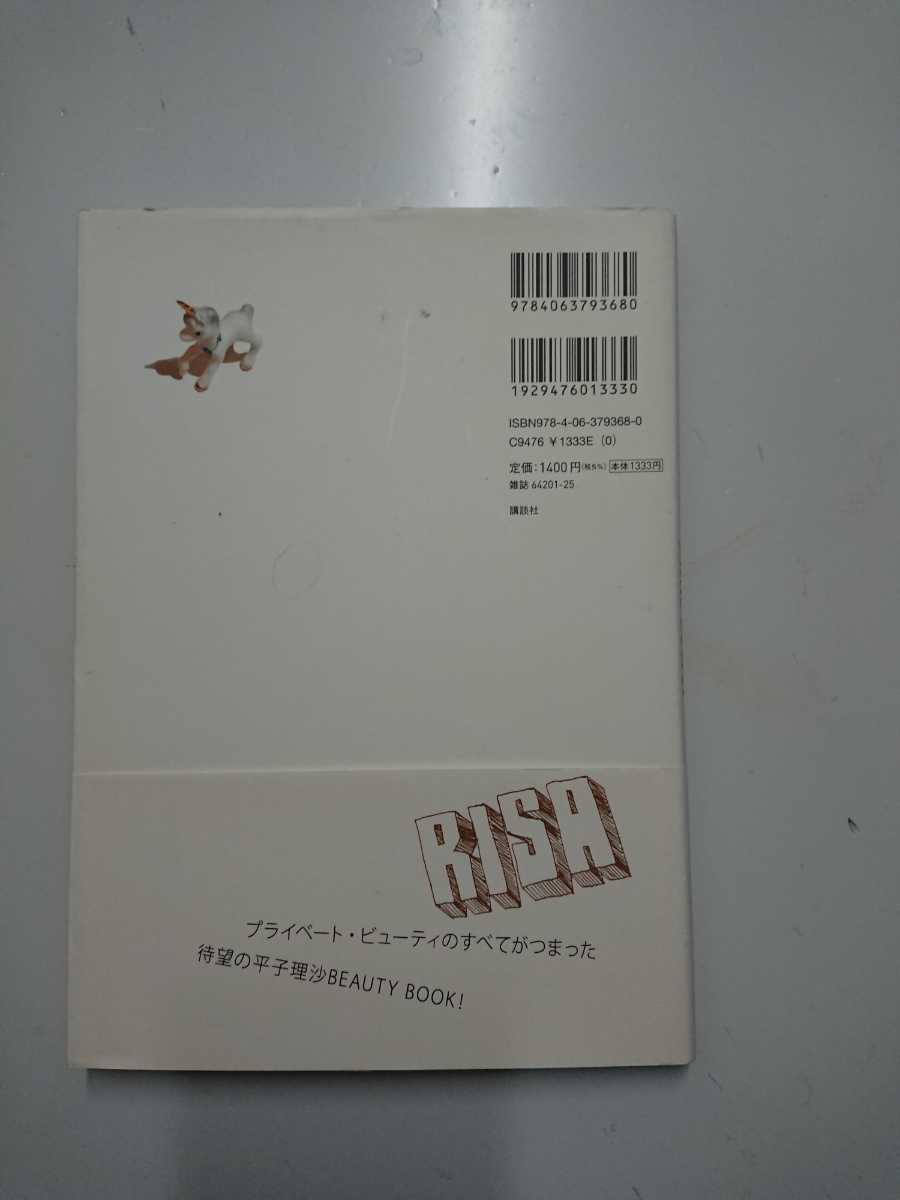 9784063793680
1929476013330
ISBN978-4-06-379368-0
C9476 ¥1333E (0)
定価:1400円(税5%) 本体1333円
雑誌 64201-25
講談社
RISA
プライベート・ビューティのすべてがつまった
待望の平子理沙BEAUTY BOOK!